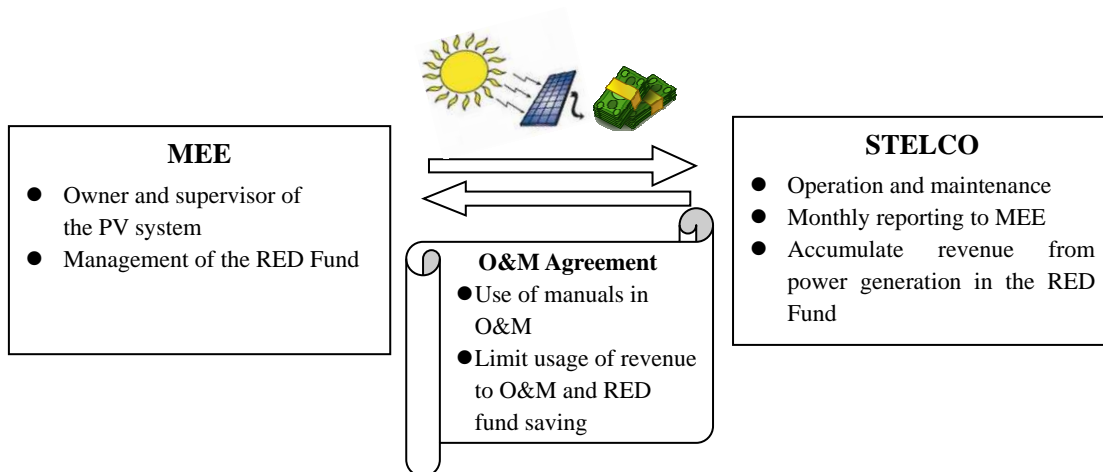 MEE
● Owner and supervisor of
the PV system
● Management of the RED Fund
O&M Agreement
●Use of manuals in
O&M
●Limit usage of revenue
to O&M and RED
fund saving
STELCO
● Operation and maintenance
● Monthly reporting to MEE
● Accumulate revenue from
power generation in the RED
Fund